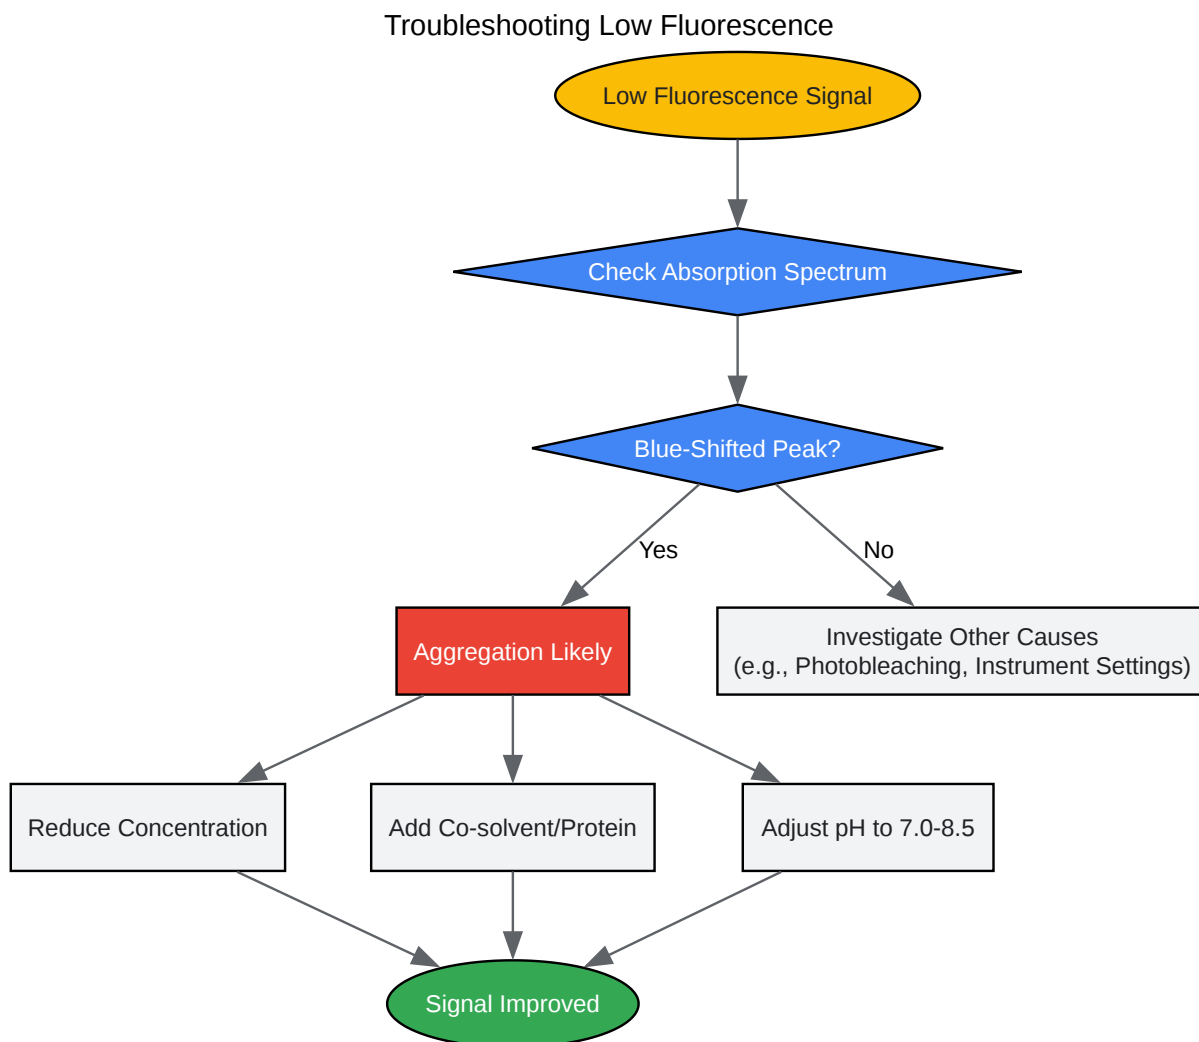 Troubleshooting Low Fluorescence
Low Fluorescence Signal
Check Absorption Spectrum
Blue-Shifted Peak?
Yes
No
Aggregation Likely
Investigate Other Causes
(e.g., Photobleaching, Instrument Settings)
Reduce Concentration
Add Co-solvent/Protein
Adjust pH to 7.0-8.5
Signal Improved